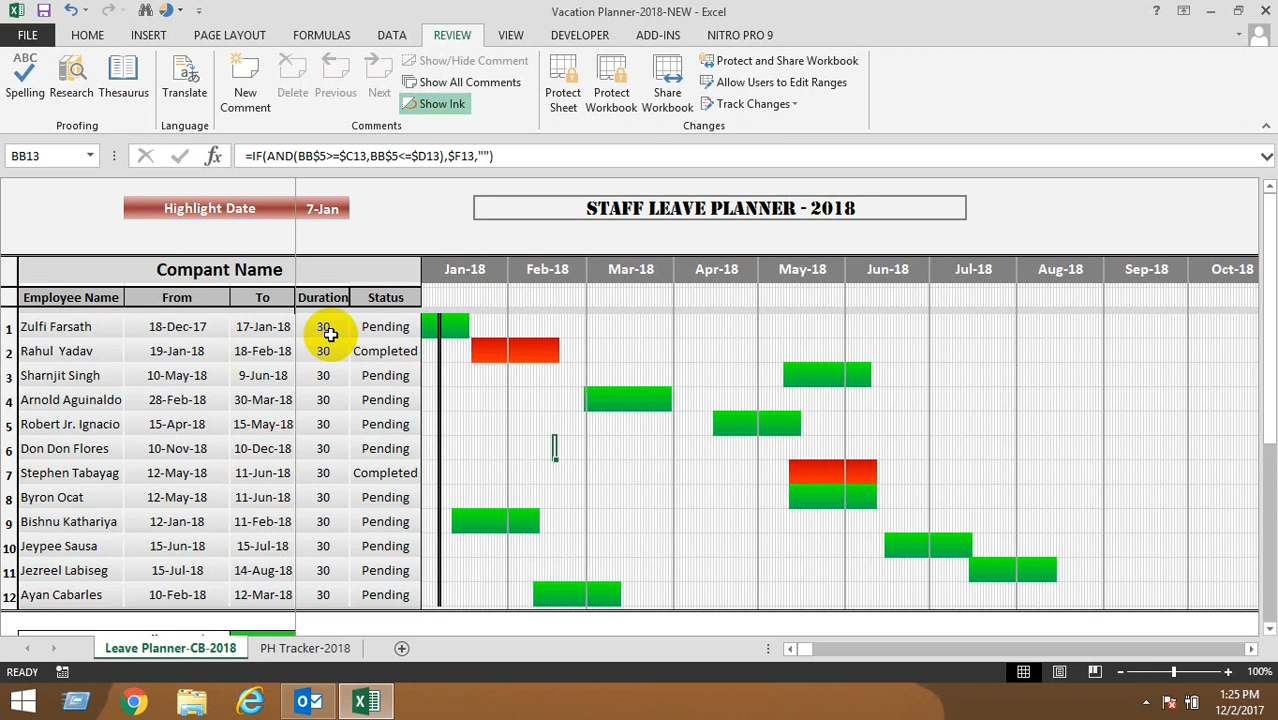 Vacation Planner-2018-NEW - Excel
FILE HOME INSERT PAGE LAYOUT FORMULAS DATA REVIEW VIEW DEVELOPER ADD-INS NITRO PRO 9
ABC
Spelling Research Thesaurus Translate New Comment Delete Previous Next
Show/Hide Comment
Show All Comments
Show Ink
Protect Sheet Protect Workbook Share Workbook
Protect and Share Workbook
Allow Users to Edit Ranges
Track Changes
Proofing Language Comments Changes
BB13 fx =IF(AND(BB$5>=$C13,BB$5<=$D13),$F13,"")
Highlight Date 7-Jan STAFF LEAVE PLANNER - 2018
Compant Name Jan-18 Feb-18 Mar-18 Apr-18 May-18 Jun-18 Jul-18 Aug-18 Sep-18 Oct-18
Employee Name From To Duration Status
1 Zulfi Farsath 18-Dec-17 17-Jan-18 30 Pending
2 Rahul Yadav 19-Jan-18 18-Feb-18 30 Completed
3 Sharnjit Singh 10-May-18 9-Jun-18 30 Pending
4 Arnold Aguinaldo 28-Feb-18 30-Mar-18 30 Pending
5 Robert Jr. Ignacio 15-Apr-18 15-May-18 30 Pending
6 Don Don Flores 10-Nov-18 10-Dec-18 30 Pending
7 Stephen Tabayag 12-May-18 11-Jun-18 30 Completed
8 Byron Ocat 12-May-18 11-Jun-18 30 Pending
9 Bishnu Kathariya 12-Jan-18 11-Feb-18 30 Pending
10 Jeypee Sausa 15-Jun-18 15-Jul-18 30 Pending
11 Jezreel Labiseg 15-Jul-18 14-Aug-18 30 Pending
12 Ayan Cabarles 10-Feb-18 12-Mar-18 30 Pending
Leave Planner-CB-2018 PH Tracker-2018
READY 100%
1:25 PM
12/2/2017